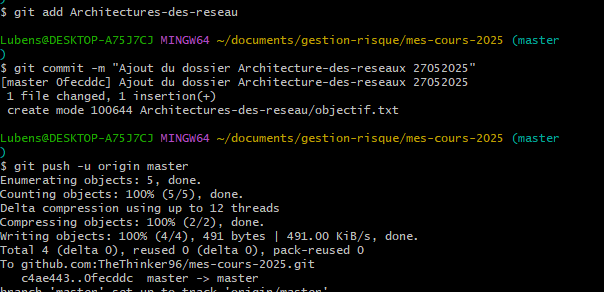 $ git add Architectures-des-reseau
Lubens@DESKTOP-A75J7CJ MINGW64 ~/documents/gestion-risque/mes-cours-2025 (master
)
$ git commit -m "Ajout du dossier Architecture-des-reseaux 27052025"
[master 0fecddc] Ajout du dossier Architecture-des-reseaux 27052025
 1 file changed, 1 insertion(+)
 create mode 100644 Architectures-des-reseau/objectif.txt
Lubens@DESKTOP-A75J7CJ MINGW64 ~/documents/gestion-risque/mes-cours-2025 (master
)
$ git push -u origin master
Enumerating objects: 5, done.
Counting objects: 100% (5/5), done.
Delta compression using up to 12 threads
Compressing objects: 100% (2/2), done.
Writing objects: 100% (4/4), 491 bytes | 491.00 KiB/s, done.
Total 4 (delta 0), reused 0 (delta 0), pack-reused 0
To github.com:TheThinker96/mes-cours-2025.git
   c4ae443..0fecddc  master -> master
branch 'master' set up to track 'origin/master'